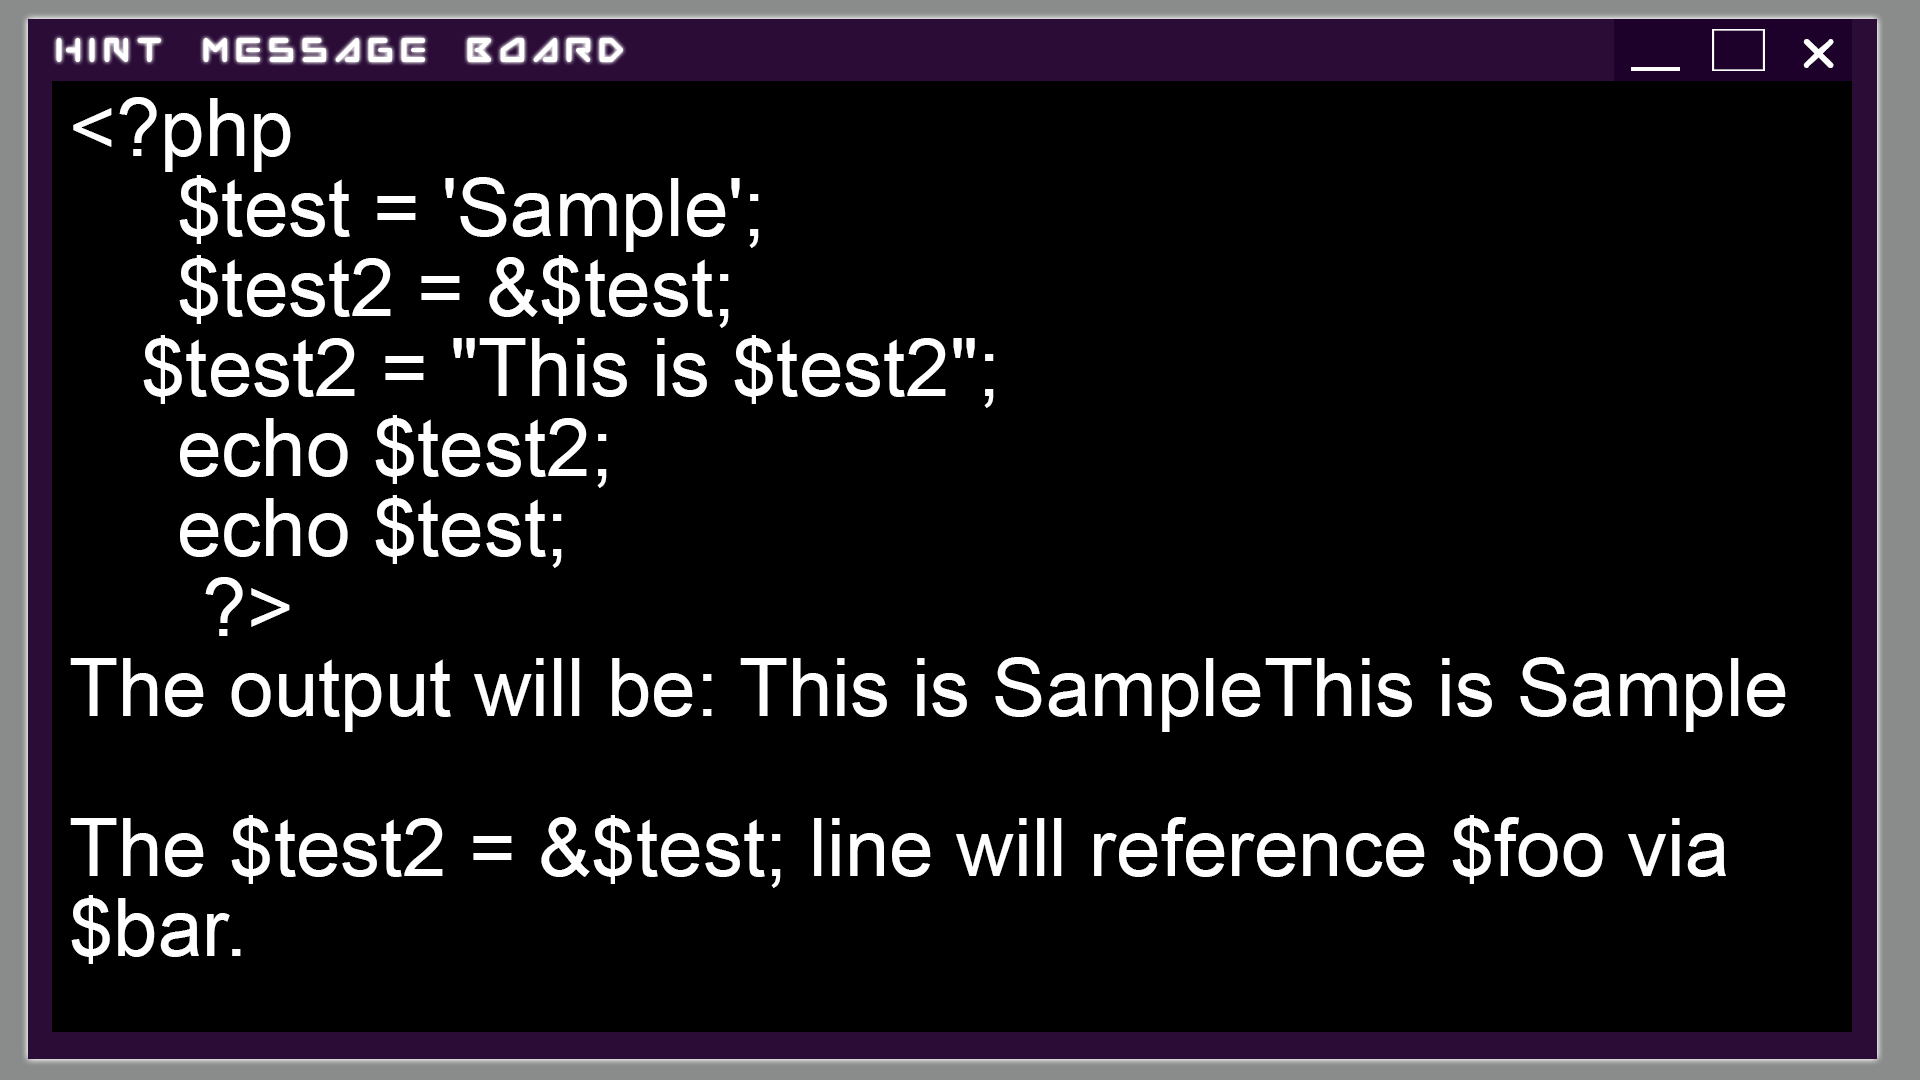 HINT MESSAGE BOARD
<?php
$test = 'Sample';
$test2 = &$test;
$test2 = "This is $test2";
echo $test2;
echo $test;
?>
The output will be: This is SampleThis is Sample
The $test2 = &$test; line will reference $foo via
$bar.